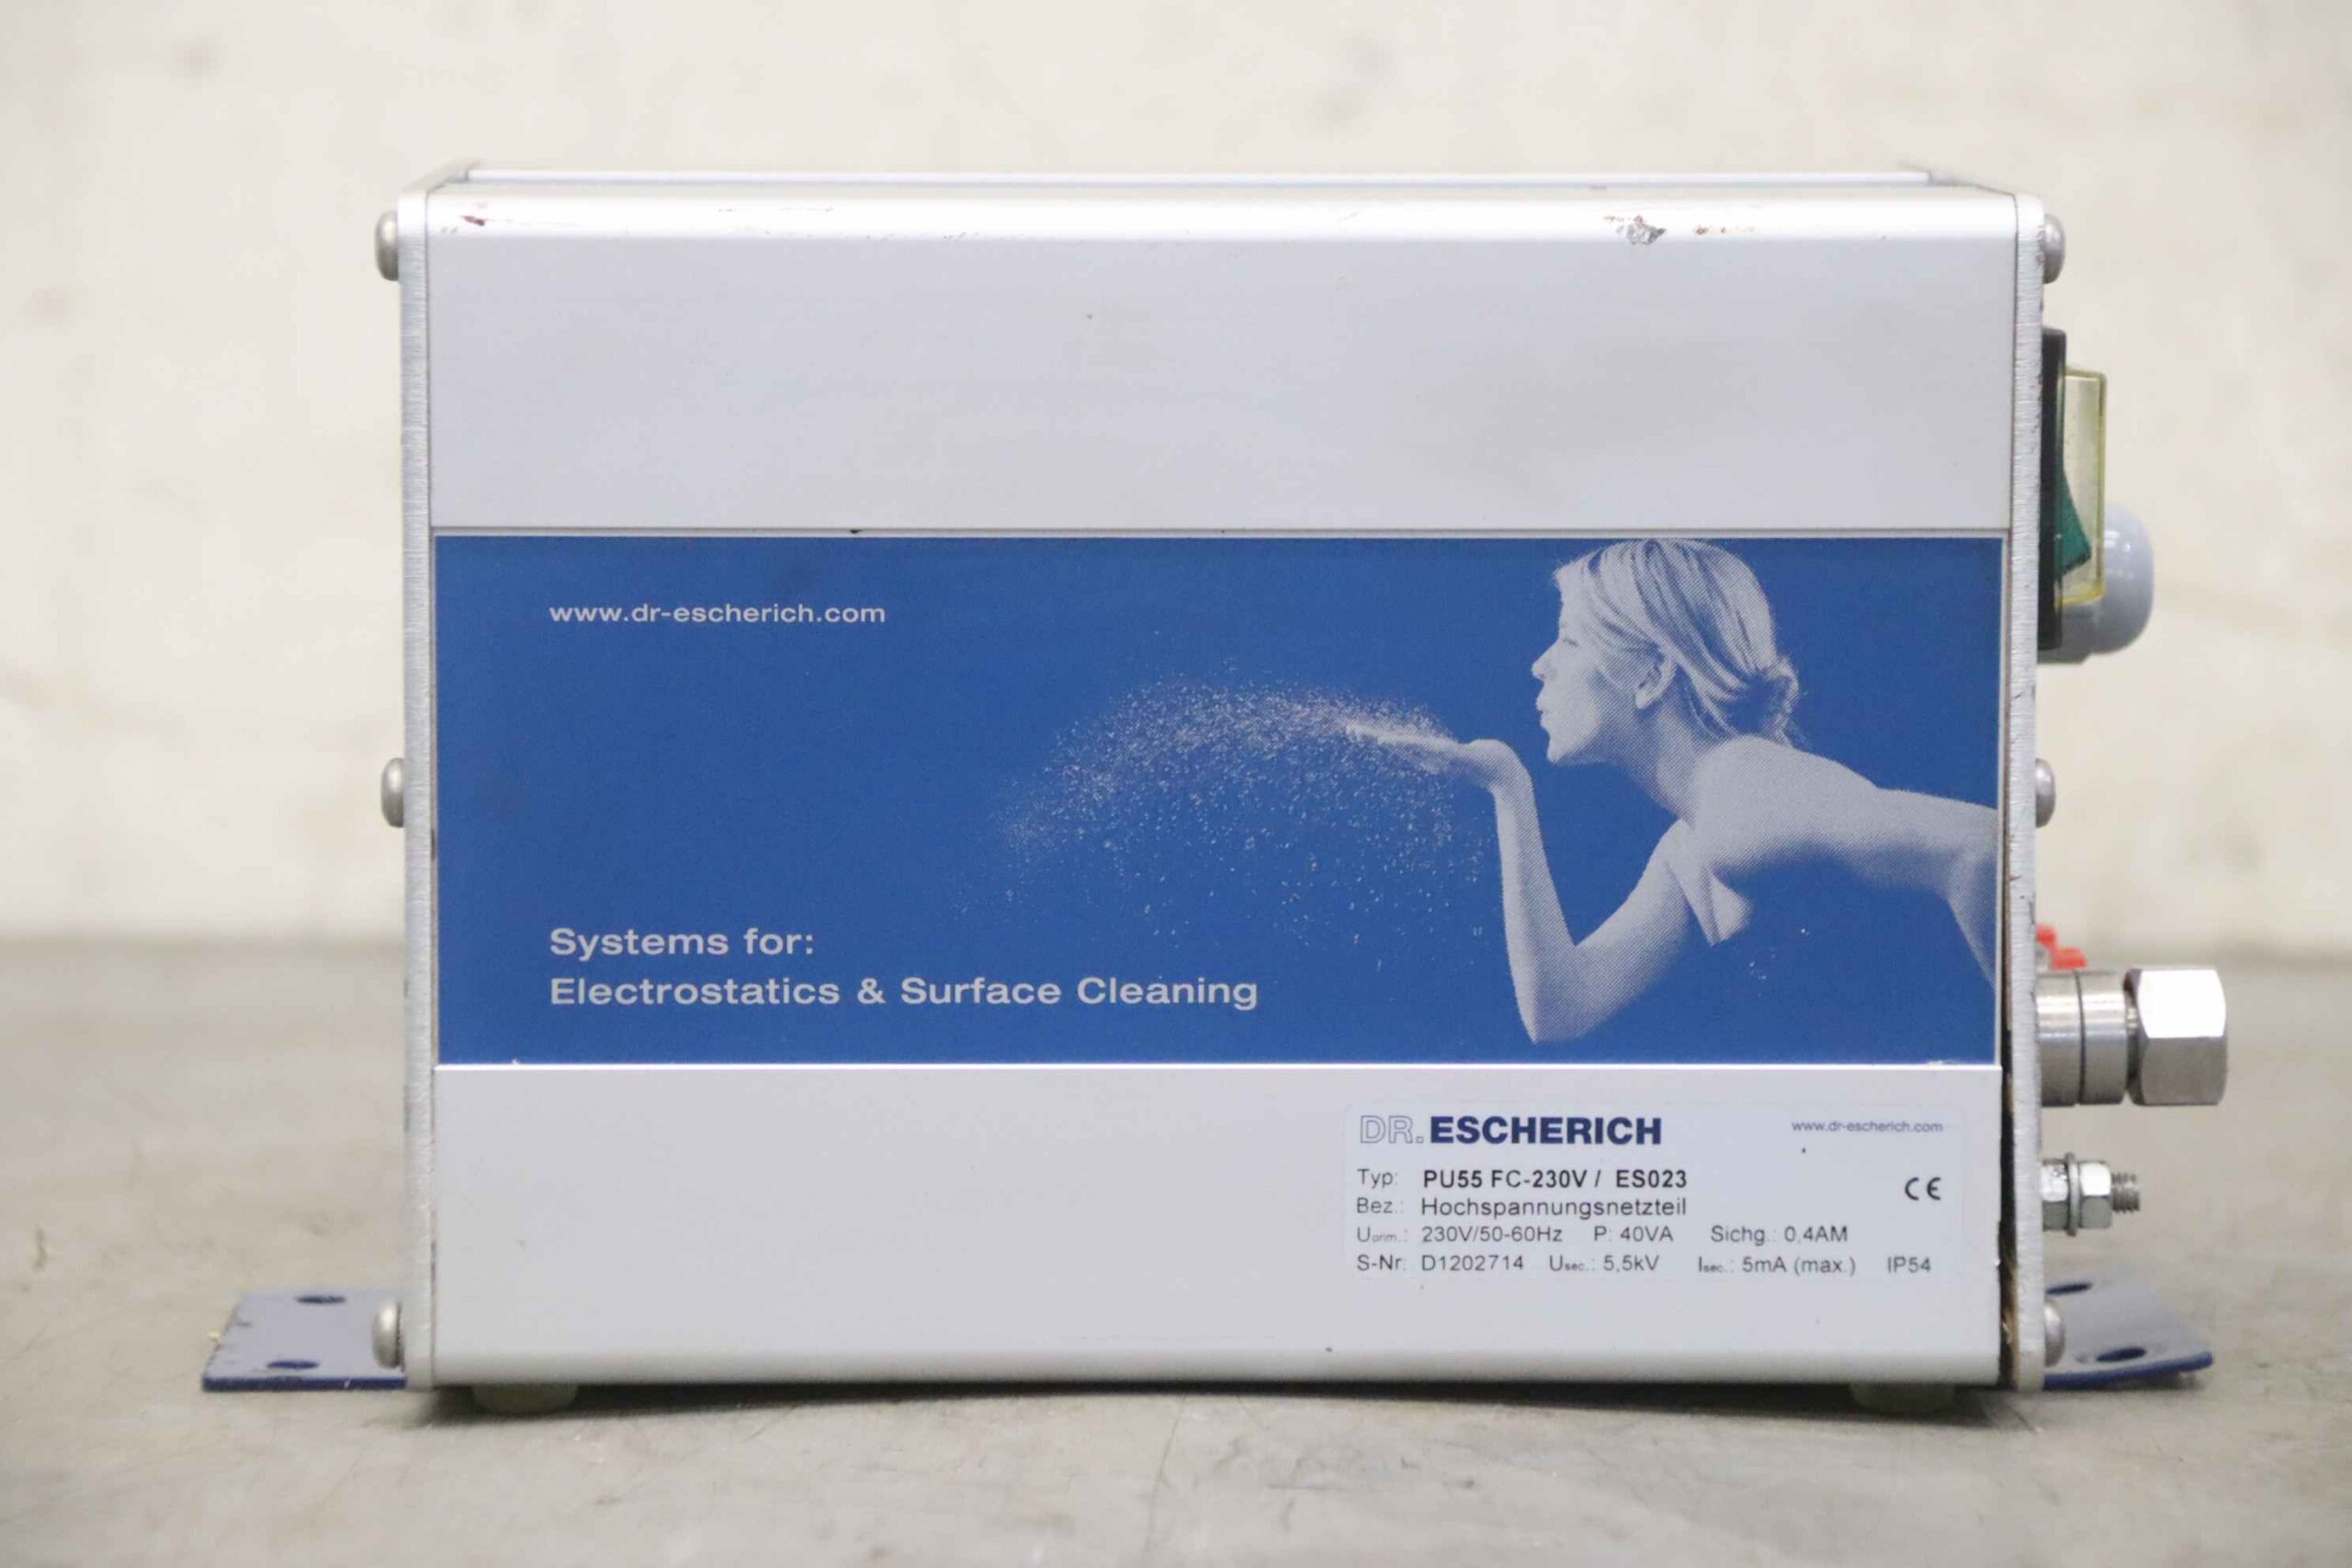 www.dr-escherich.com
Systems for:
Electrostatics & Surface Cleaning
DR. ESCHERICH www.dr-escherich.com
Typ: PU55 FC-230V / ES023 CE
Bez.: Hochspannungsnetzteil
Uprim.: 230V/50-60Hz P: 40VA Sichg.: 0,4AM
S-Nr: D1202714 Usec.: 5,5kV Isec.: 5mA (max.) IP54